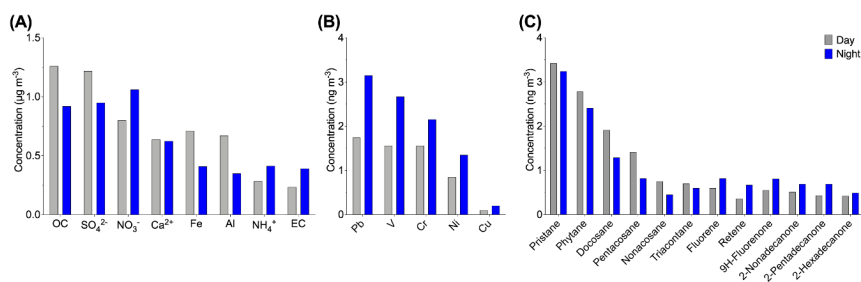 (A)
Concentration (µg m-3)
1.5
1.0
0.5
0.0
OC SO₄²⁻ NO₃⁻ Ca²⁺ Fe Al NH₄⁺ EC
(B)
Concentration (ng m-3)
4
3
2
1
0
Pb V Cr Ni Cu
(C)
Concentration (ng m-3)
4
3
2
1
0
Pristane
Phytane
Docosane
Pentacosane
Nonacosane
Triacontane
Fluorene
Retene
9H-Fluorenone
2-Nonadecanone
2-Pentadecanone
2-Hexadecanone
Day
Night